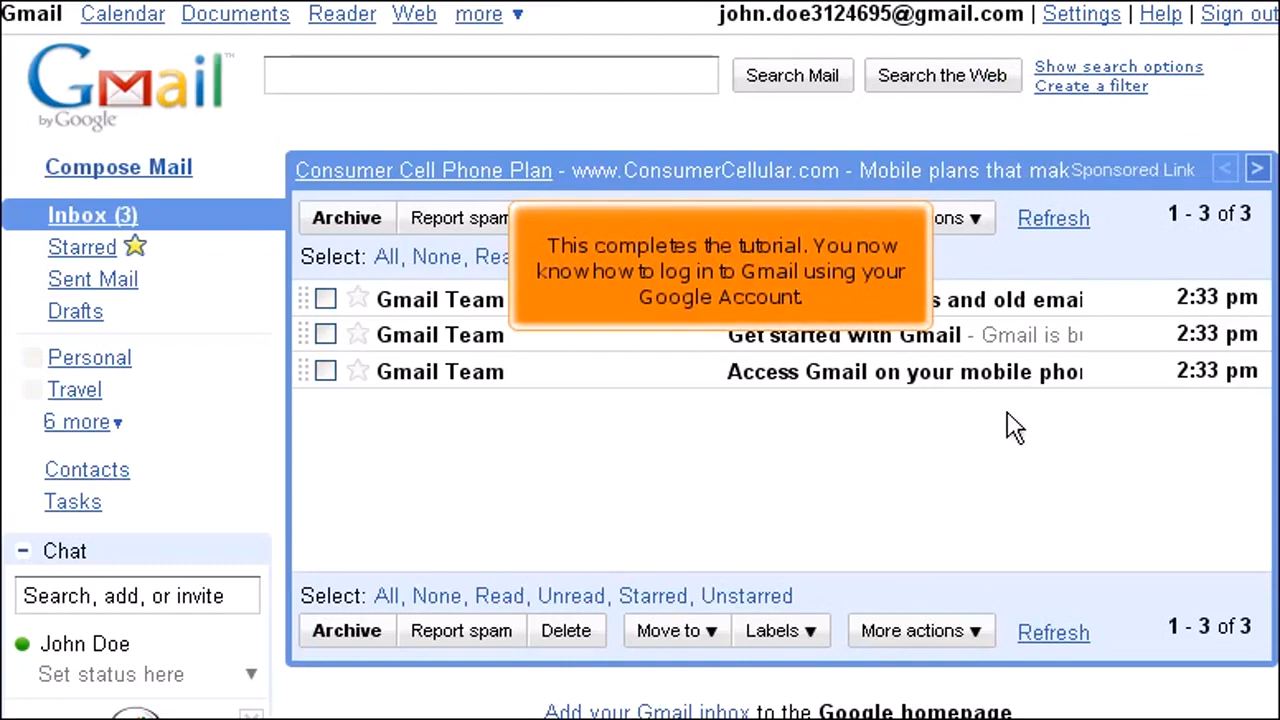 Gmail Calendar Documents Reader Web more ▼ john.doe3124695@gmail.com | Settings | Help | Sign out
Gmail™
by Google
Search Mail Search the Web Show search options
Create a filter
Compose Mail
Consumer Cell Phone Plan - www.ConsumerCellular.com - Mobile plans that mak Sponsored Link < >
Inbox (3)
Archive Report spam ons ▼ Refresh 1 - 3 of 3
This completes the tutorial. You now
know how to log in to Gmail using your
Google Account.
Starred
Select: All, None, Rea
Sent Mail
Gmail Team s and old emai 2:33 pm
Drafts
Gmail Team Get started with Gmail - Gmail is bu 2:33 pm
Personal
Gmail Team Access Gmail on your mobile phon 2:33 pm
Travel
6 more ▼
Contacts
Tasks
− Chat
Search, add, or invite
Select: All, None, Read, Unread, Starred, Unstarred
John Doe
Archive Report spam Delete Move to ▼ Labels ▼ More actions ▼ Refresh 1 - 3 of 3
Set status here ▼
Add your Gmail inbox to the Google homepage